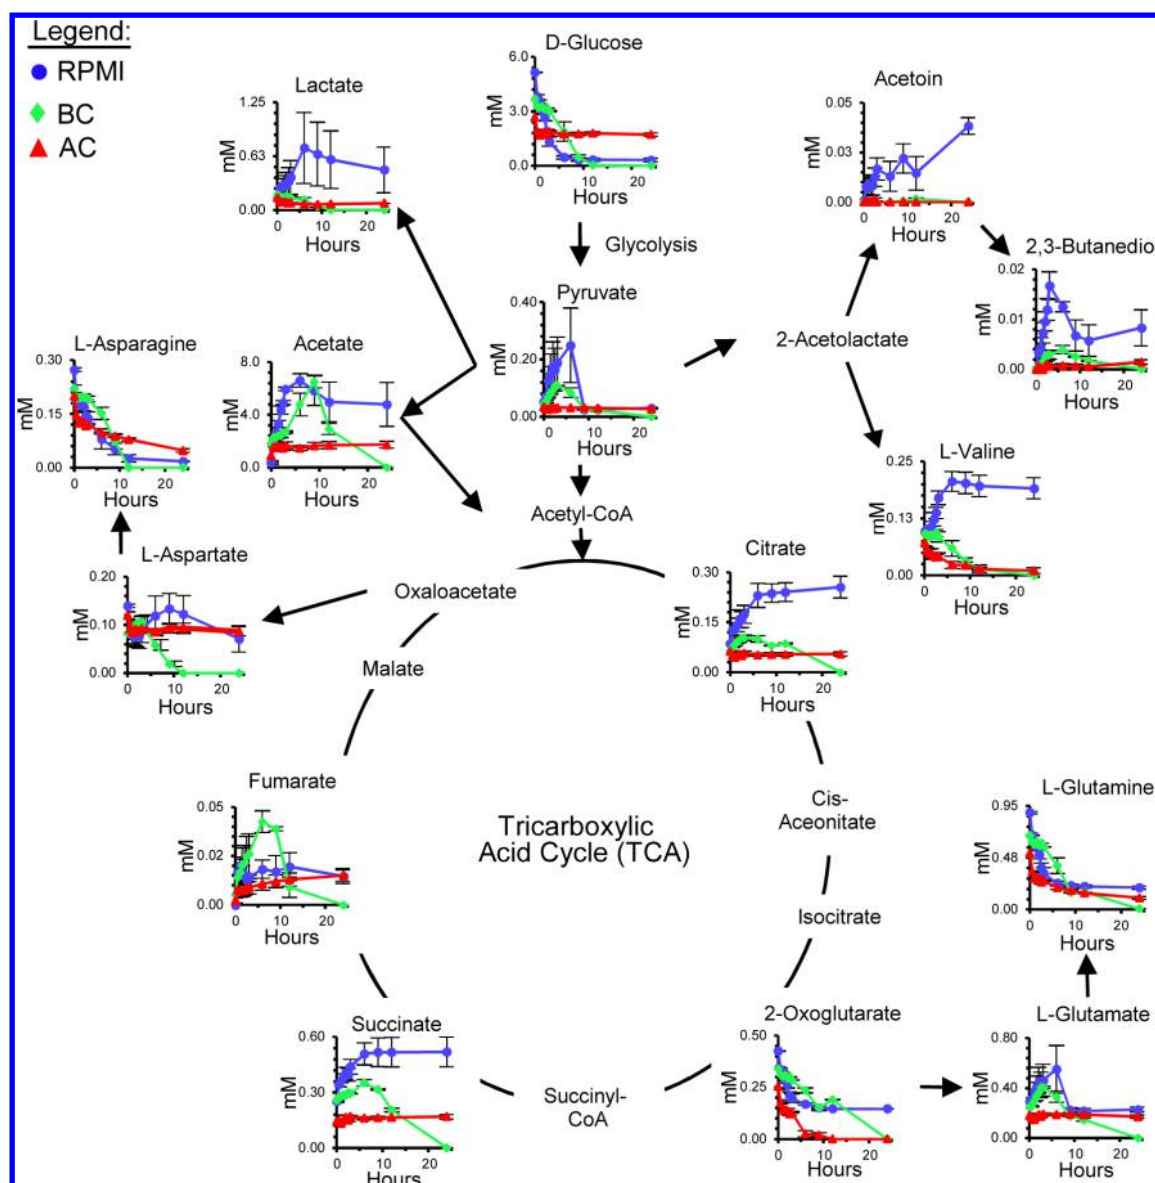 Legend:
RPMI
BC
AC
Lactate
1.25
0.63
0.00
mM
0 10 20
Hours
D-Glucose
6.0
3.0
0.0
mM
0 10 20
Hours
Acetoin
0.05
0.03
0.00
mM
0 10 20
Hours
Glycolysis
2,3-Butanedio
0.02
0.01
0.00
mM
0 10 20
Hours
Pyruvate
0.40
0.20
0.00
mM
0 10 20
Hours
2-Acetolactate
L-Asparagine
0.30
0.15
0.00
mM
0 10 20
Hours
Acetate
8.0
4.0
0.0
mM
0 10 20
Hours
L-Valine
0.25
0.13
0.00
mM
0 10 20
Hours
Acetyl-CoA
L-Aspartate
0.20
0.10
0.00
mM
0 10 20
Hours
Oxaloacetate
Citrate
0.30
0.15
0.00
mM
0 10 20
Hours
Malate
Fumarate
0.05
0.02
0.00
mM
0 10 20
Hours
Tricarboxylic
Acid Cycle (TCA)
Cis-
Aceonitate
L-Glutamine
0.95
0.48
0.00
mM
0 10 20
Hours
Isocitrate
Succinate
0.60
0.30
0.00
mM
0 10 20
Hours
Succinyl-
CoA
2-Oxoglutarate
0.50
0.25
0.00
mM
0 10 20
Hours
L-Glutamate
0.80
0.40
0.00
mM
0 10 20
Hours